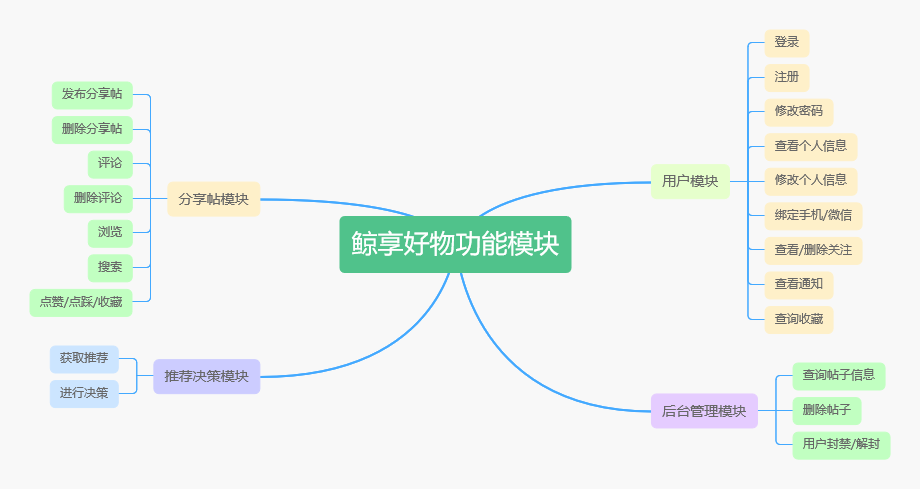 鲸享好物功能模块
用户模块
登录
注册
修改密码
查看个人信息
修改个人信息
绑定手机/微信
查看/删除关注
查看通知
查询收藏
后台管理模块
查询帖子信息
删除帖子
用户封禁/解封
分享帖模块
发布分享帖
删除分享帖
评论
删除评论
浏览
搜索
点赞/点踩/收藏
推荐决策模块
获取推荐
进行决策